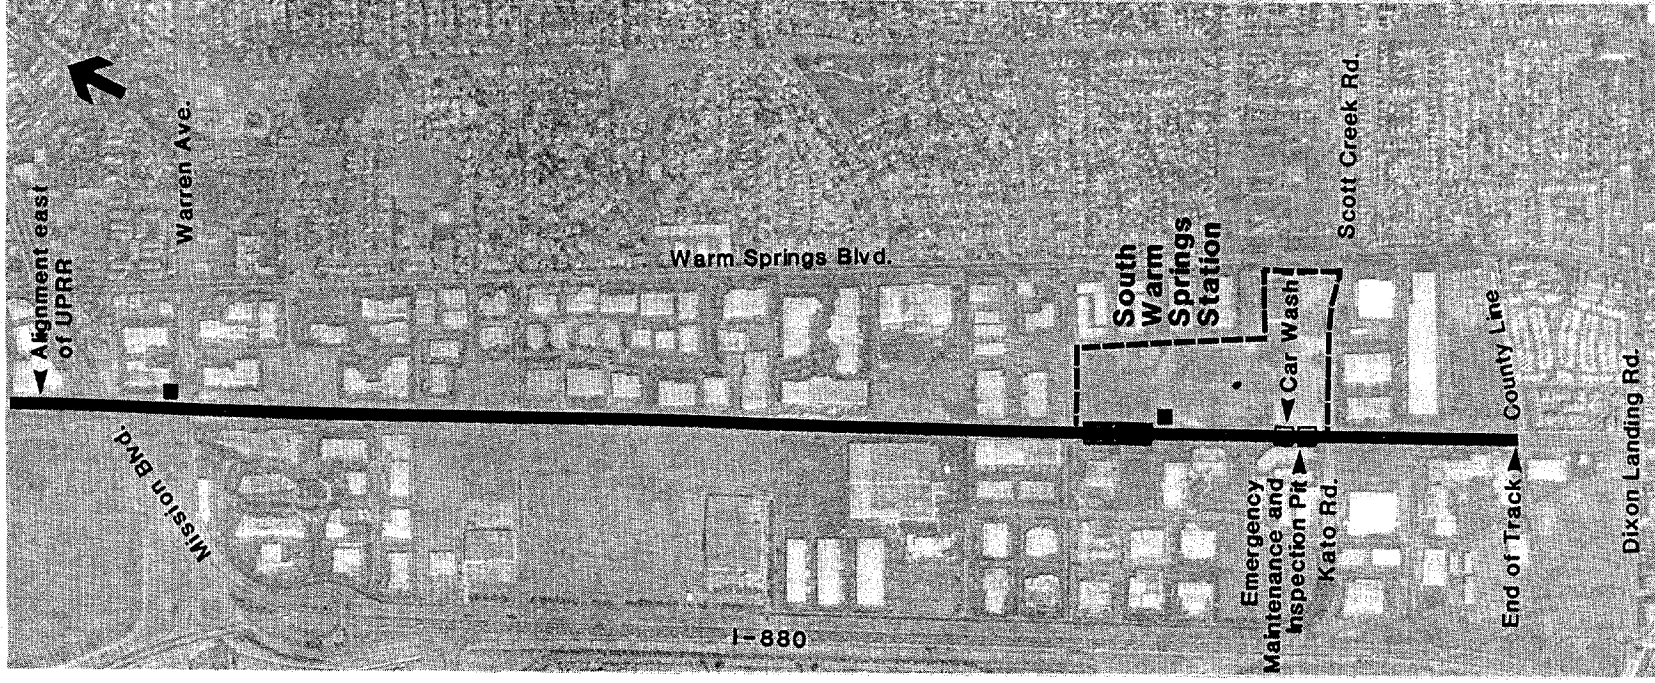 Alignment east
of UPRR
Warren Ave.
Mission Blvd.
Warm Springs Blvd.
I-880
South
Warm
Springs
Station
Car Wash
Scott Creek Rd.
Emergency
Maintenance and
Inspection Pit
Kato Rd.
County Line
End of Track
Dixon Landing Rd.